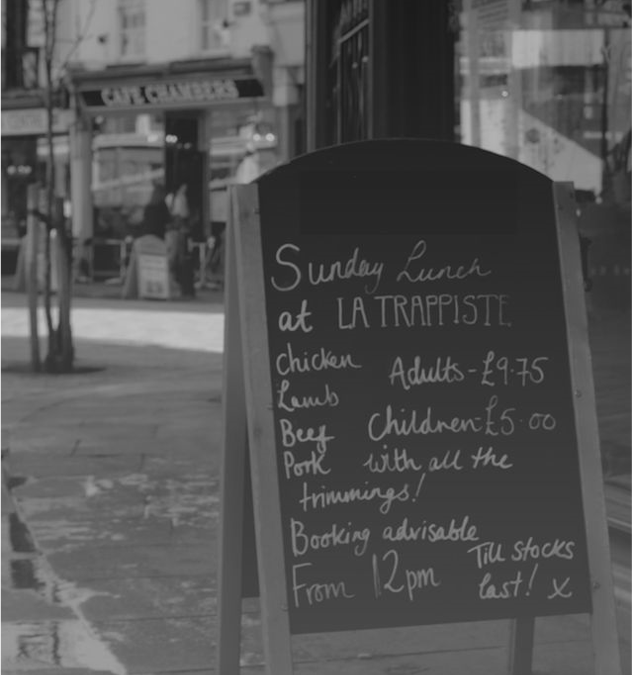 CAFE CHAMBERS
Sunday Lunch
at LA TRAPPISTE
Chicken
Adults - £9.75
Lamb
Children - £5.00
Beef
Pork with all the
trimmings!
Booking advisable
From 12pm
Till stocks
last! X